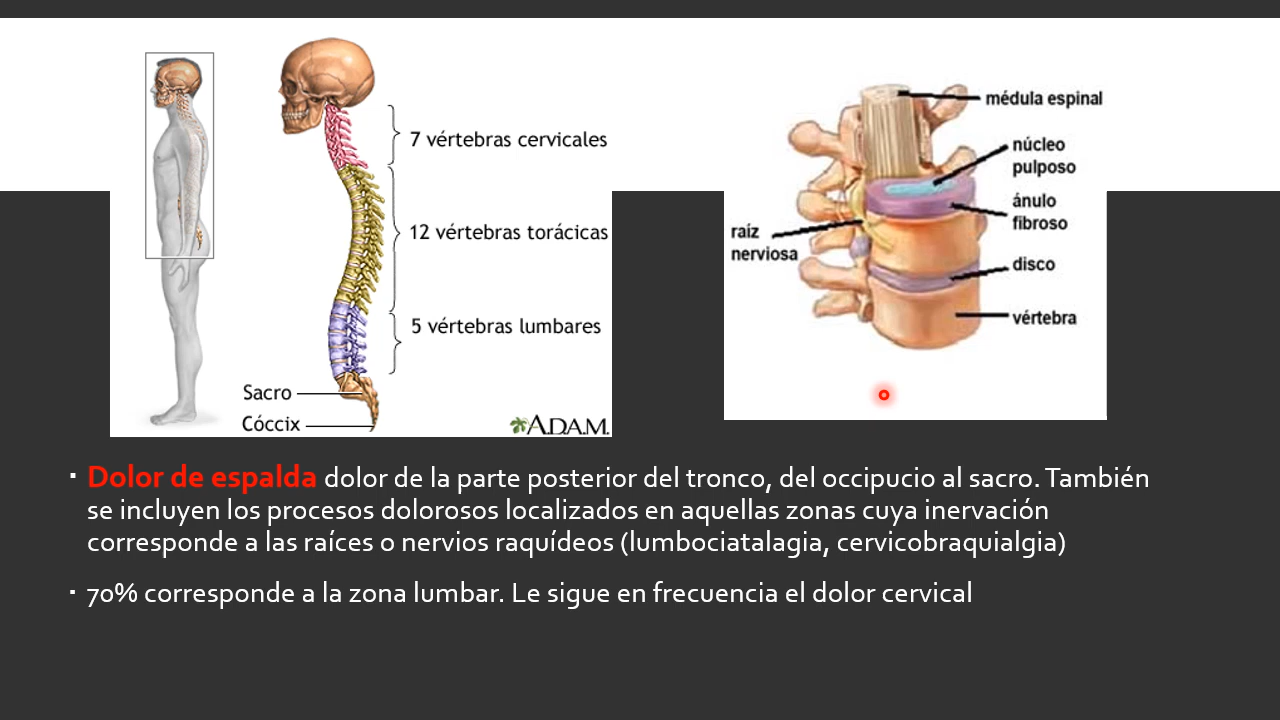 7 vértebras cervicales
12 vértebras torácicas
5 vértebras lumbares
Sacro
Cóccix
A.D.A.M.
médula espinal
núcleo
pulposo
ánulo
fibroso
raíz
nerviosa
disco
vértebra
▪ Dolor de espalda dolor de la parte posterior del tronco, del occipucio al sacro. También
se incluyen los procesos dolorosos localizados en aquellas zonas cuya inervación
corresponde a las raíces o nervios raquídeos (lumbociatalagia, cervicobraquialgia)
▪ 70% corresponde a la zona lumbar. Le sigue en frecuencia el dolor cervical